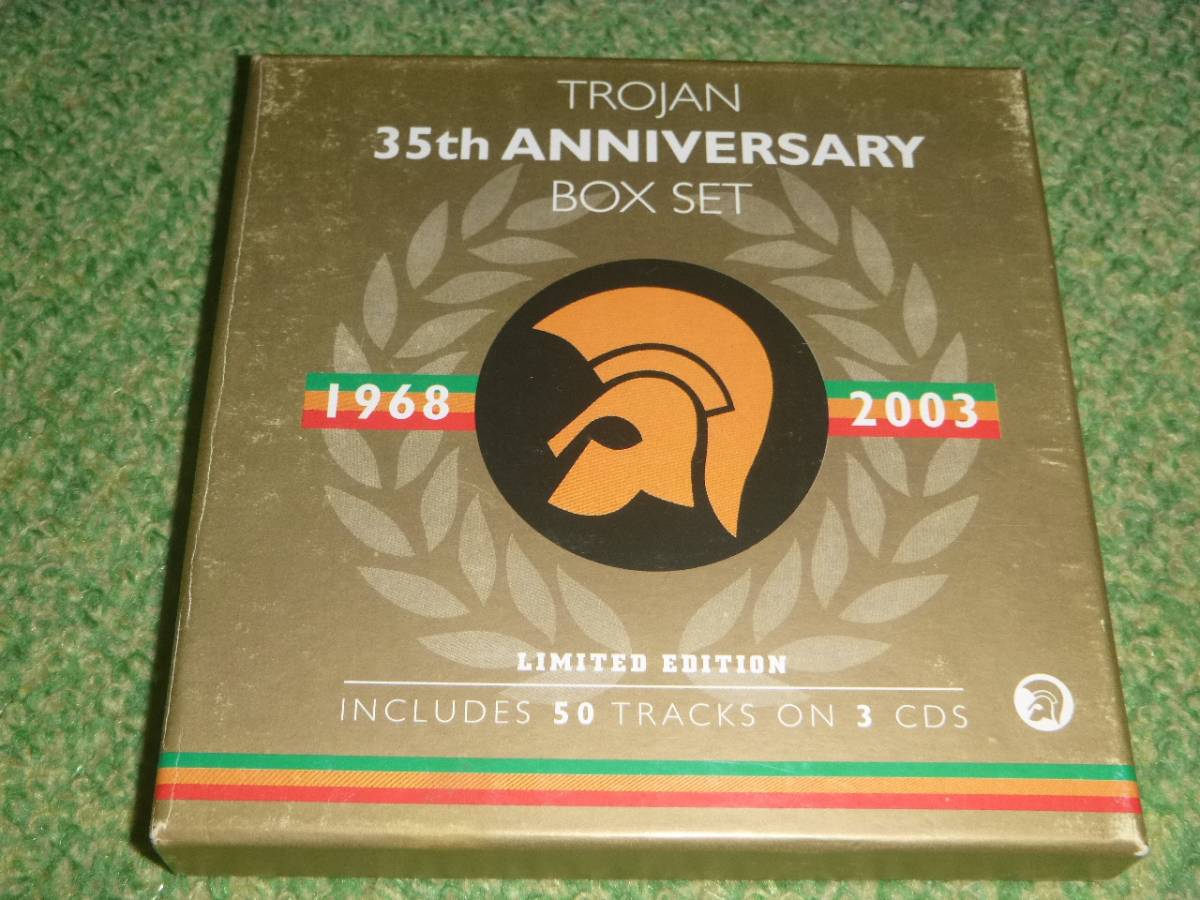 TROJAN
35th ANNIVERSARY
BOX SET
1968 2003
LIMITED EDITION
INCLUDES 50 TRACKS ON 3 CDS